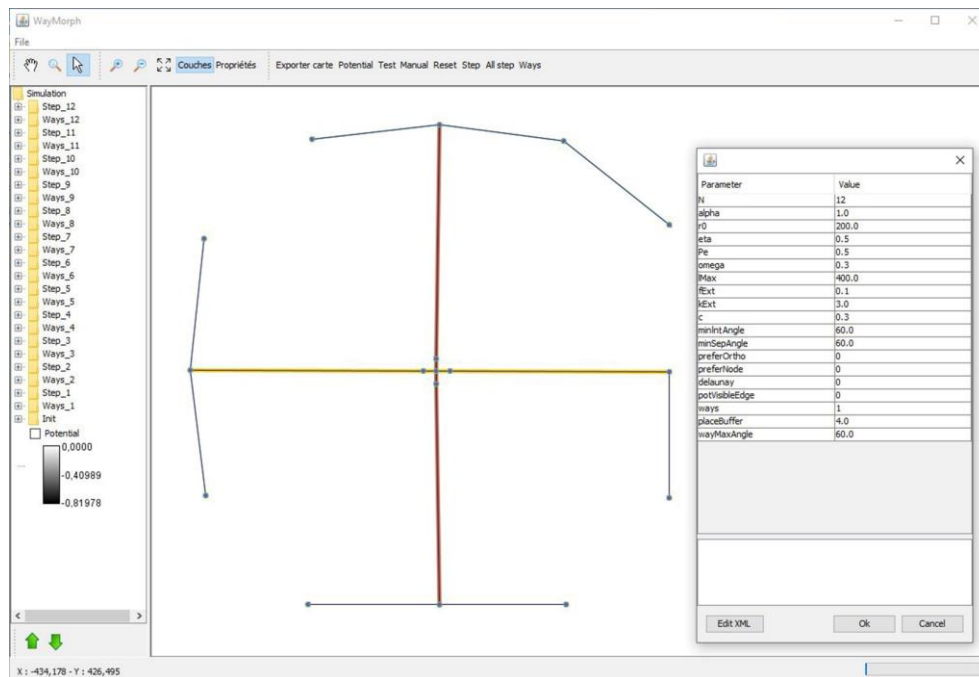 WayMorph
File
Couches Propriétés Exporter carte Potential Test Manual Reset Step All step Ways
Simulation
Step_12
Ways_12
Step_11
Ways_11
Step_10
Ways_10
Step_9
Ways_9
Step_8
Ways_8
Step_7
Ways_7
Step_6
Ways_6
Step_5
Ways_5
Step_4
Ways_4
Step_3
Ways_3
Step_2
Ways_2
Step_1
Ways_1
Init
Potential
0,0000
-0,40989
-0,81978
Parameter Value
N 12
alpha 1.0
r0 200.0
eta 0.5
Pe 0.5
omega 0.3
lMax 400.0
fExt 0.1
kExt 3.0
c 0.3
minIntAngle 60.0
minSepAngle 60.0
preferOrtho 0
preferNode 0
delaunay 0
potVisibleEdge 0
ways 1
placeBuffer 4.0
wayMaxAngle 60.0
Edit XML Ok Cancel
X : -434,178 - Y : 426,495